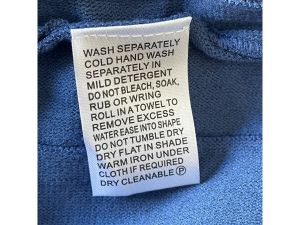 WASH SEPARATELY
COLD HAND WASH
SEPARATELY IN
MILD DETERGENT
DO NOT BLEACH, SOAK,
RUB OR WRING
ROLL IN A TOWEL TO
REMOVE EXCESS
WATER EASE INTO SHAPE
DO NOT TUMBLE DRY
DRY FLAT IN SHADE
WARM IRON UNDER
CLOTH IF REQUIRED
DRY CLEANABLE Ⓟ